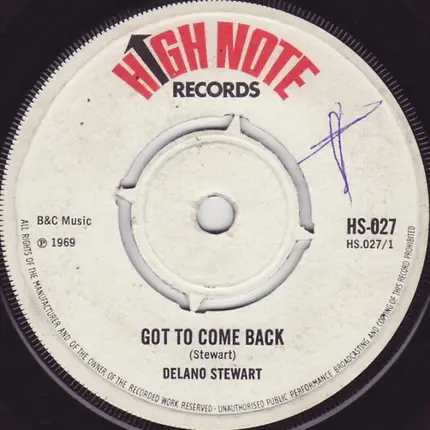 HIGH NOTE
RECORDS
B&C Music
℗ 1969
HS-027
HS.027/1
GOT TO COME BACK
(Stewart)
DELANO STEWART
ALL RIGHTS OF THE MANUFACTURER AND OF THE OWNER OF THE RECORDED WORK RESERVED · UNAUTHORISED PUBLIC PERFORMANCE BROADCASTING AND COPYING OF THIS RECORD PROHIBITED